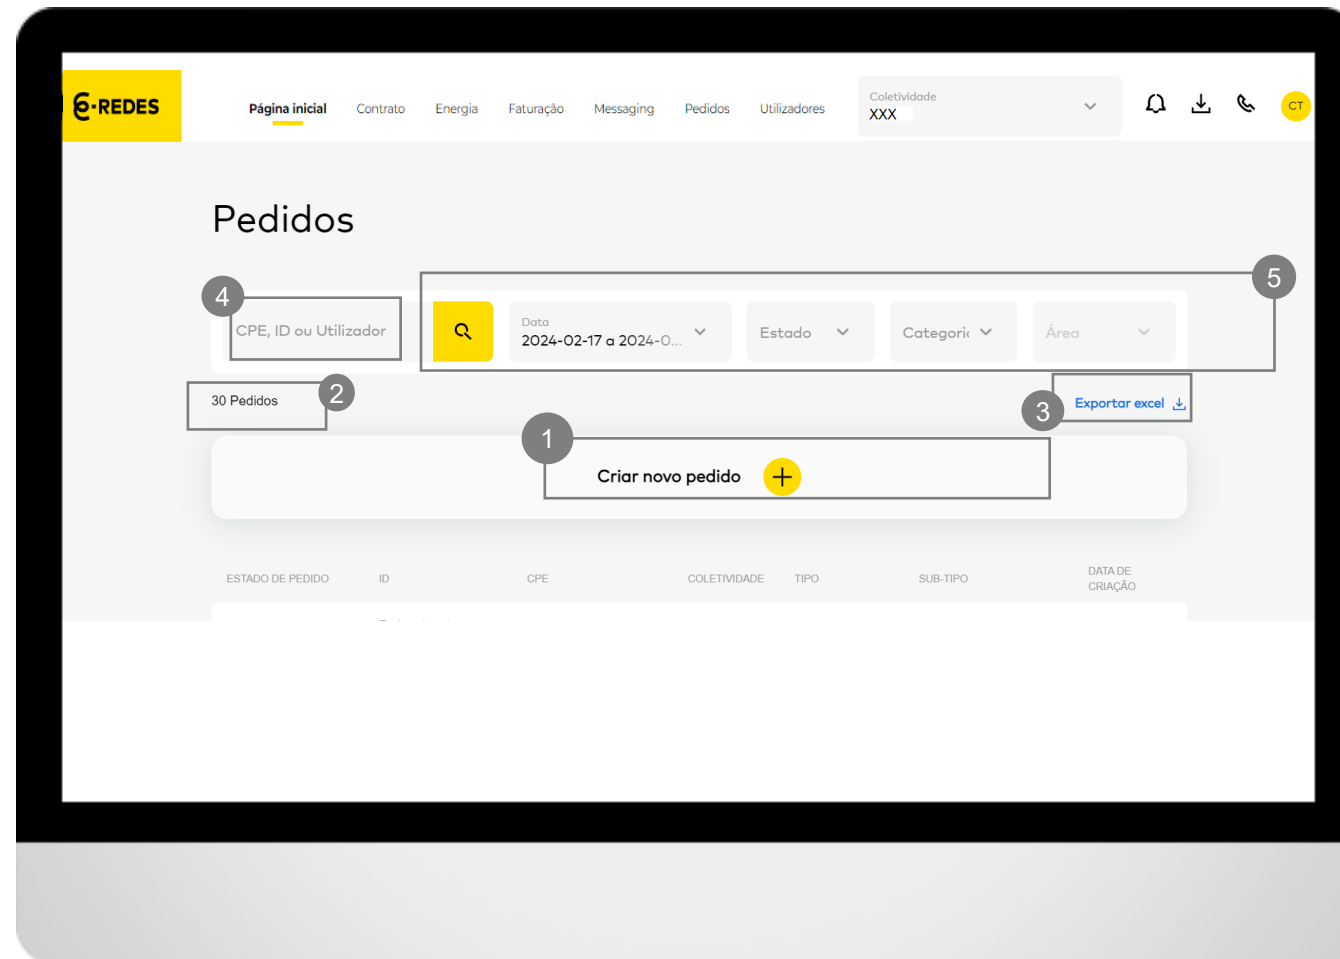 e-REDES
Página inicial Contrato Energia Faturação Messaging Pedidos Utilizadores
Coletividade
XXX
CT
Pedidos
4
5
CPE, ID ou Utilizador
Data
2024-02-17 a 2024-0...
Estado
Categori
Área
30 Pedidos
2
3
Exportar excel
1
Criar novo pedido
ESTADO DE PEDIDO ID CPE COLETIVIDADE TIPO SUB-TIPO DATA DE
CRIAÇÃO